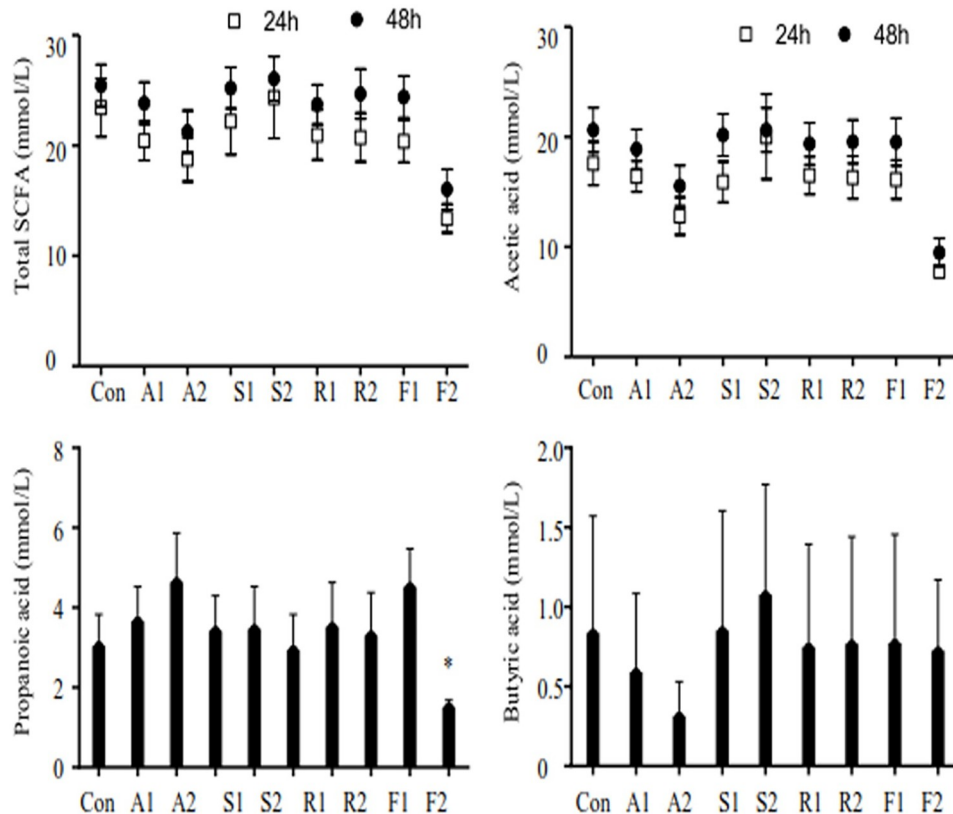 24h 48h
Total SCFA (mmol/L)
30
20
10
0
Con A1 A2 S1 S2 R1 R2 F1 F2
24h 48h
Acetic acid (mmol/L)
30
20
10
0
Con A1 A2 S1 S2 R1 R2 F1 F2
Propanoic acid (mmol/L)
8
6
4
2
0
*
Con A1 A2 S1 S2 R1 R2 F1 F2
Butyric acid (mmol/L)
2.0
1.5
1.0
0.5
0
Con A1 A2 S1 S2 R1 R2 F1 F2